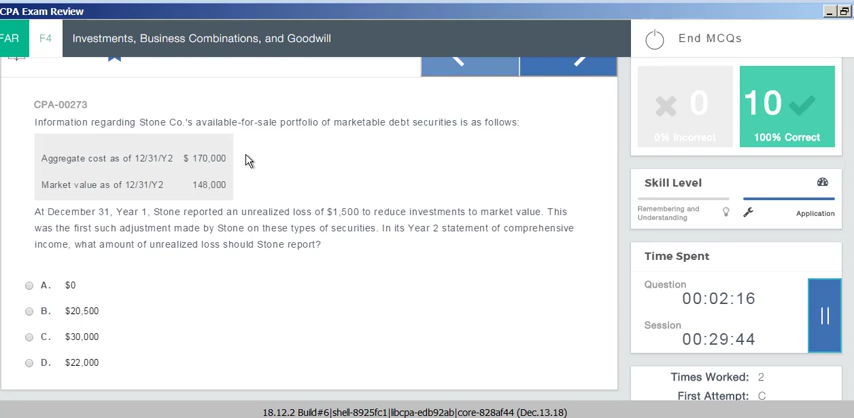 CPA Exam Review
FAR F4 Investments, Business Combinations, and Goodwill
End MCQs
0
0% Incorrect
10
100% Correct
CPA-00273
Information regarding Stone Co.'s available-for-sale portfolio of marketable debt securities is as follows:
Aggregate cost as of 12/31/Y2 $ 170,000
Market value as of 12/31/Y2 148,000
At December 31, Year 1, Stone reported an unrealized loss of $1,500 to reduce investments to market value. This
was the first such adjustment made by Stone on these types of securities. In its Year 2 statement of comprehensive
income, what amount of unrealized loss should Stone report?
A. $0
B. $20,500
C. $30,000
D. $22,000
Skill Level
Remembering and
Understanding
Application
Time Spent
Question
00:02:16
Session
00:29:44
Times Worked: 2
First Attempt: C
18.12.2 Build#6|shell-8925fc1|libcpa-edb92ab|core-828af44 (Dec.13.18)